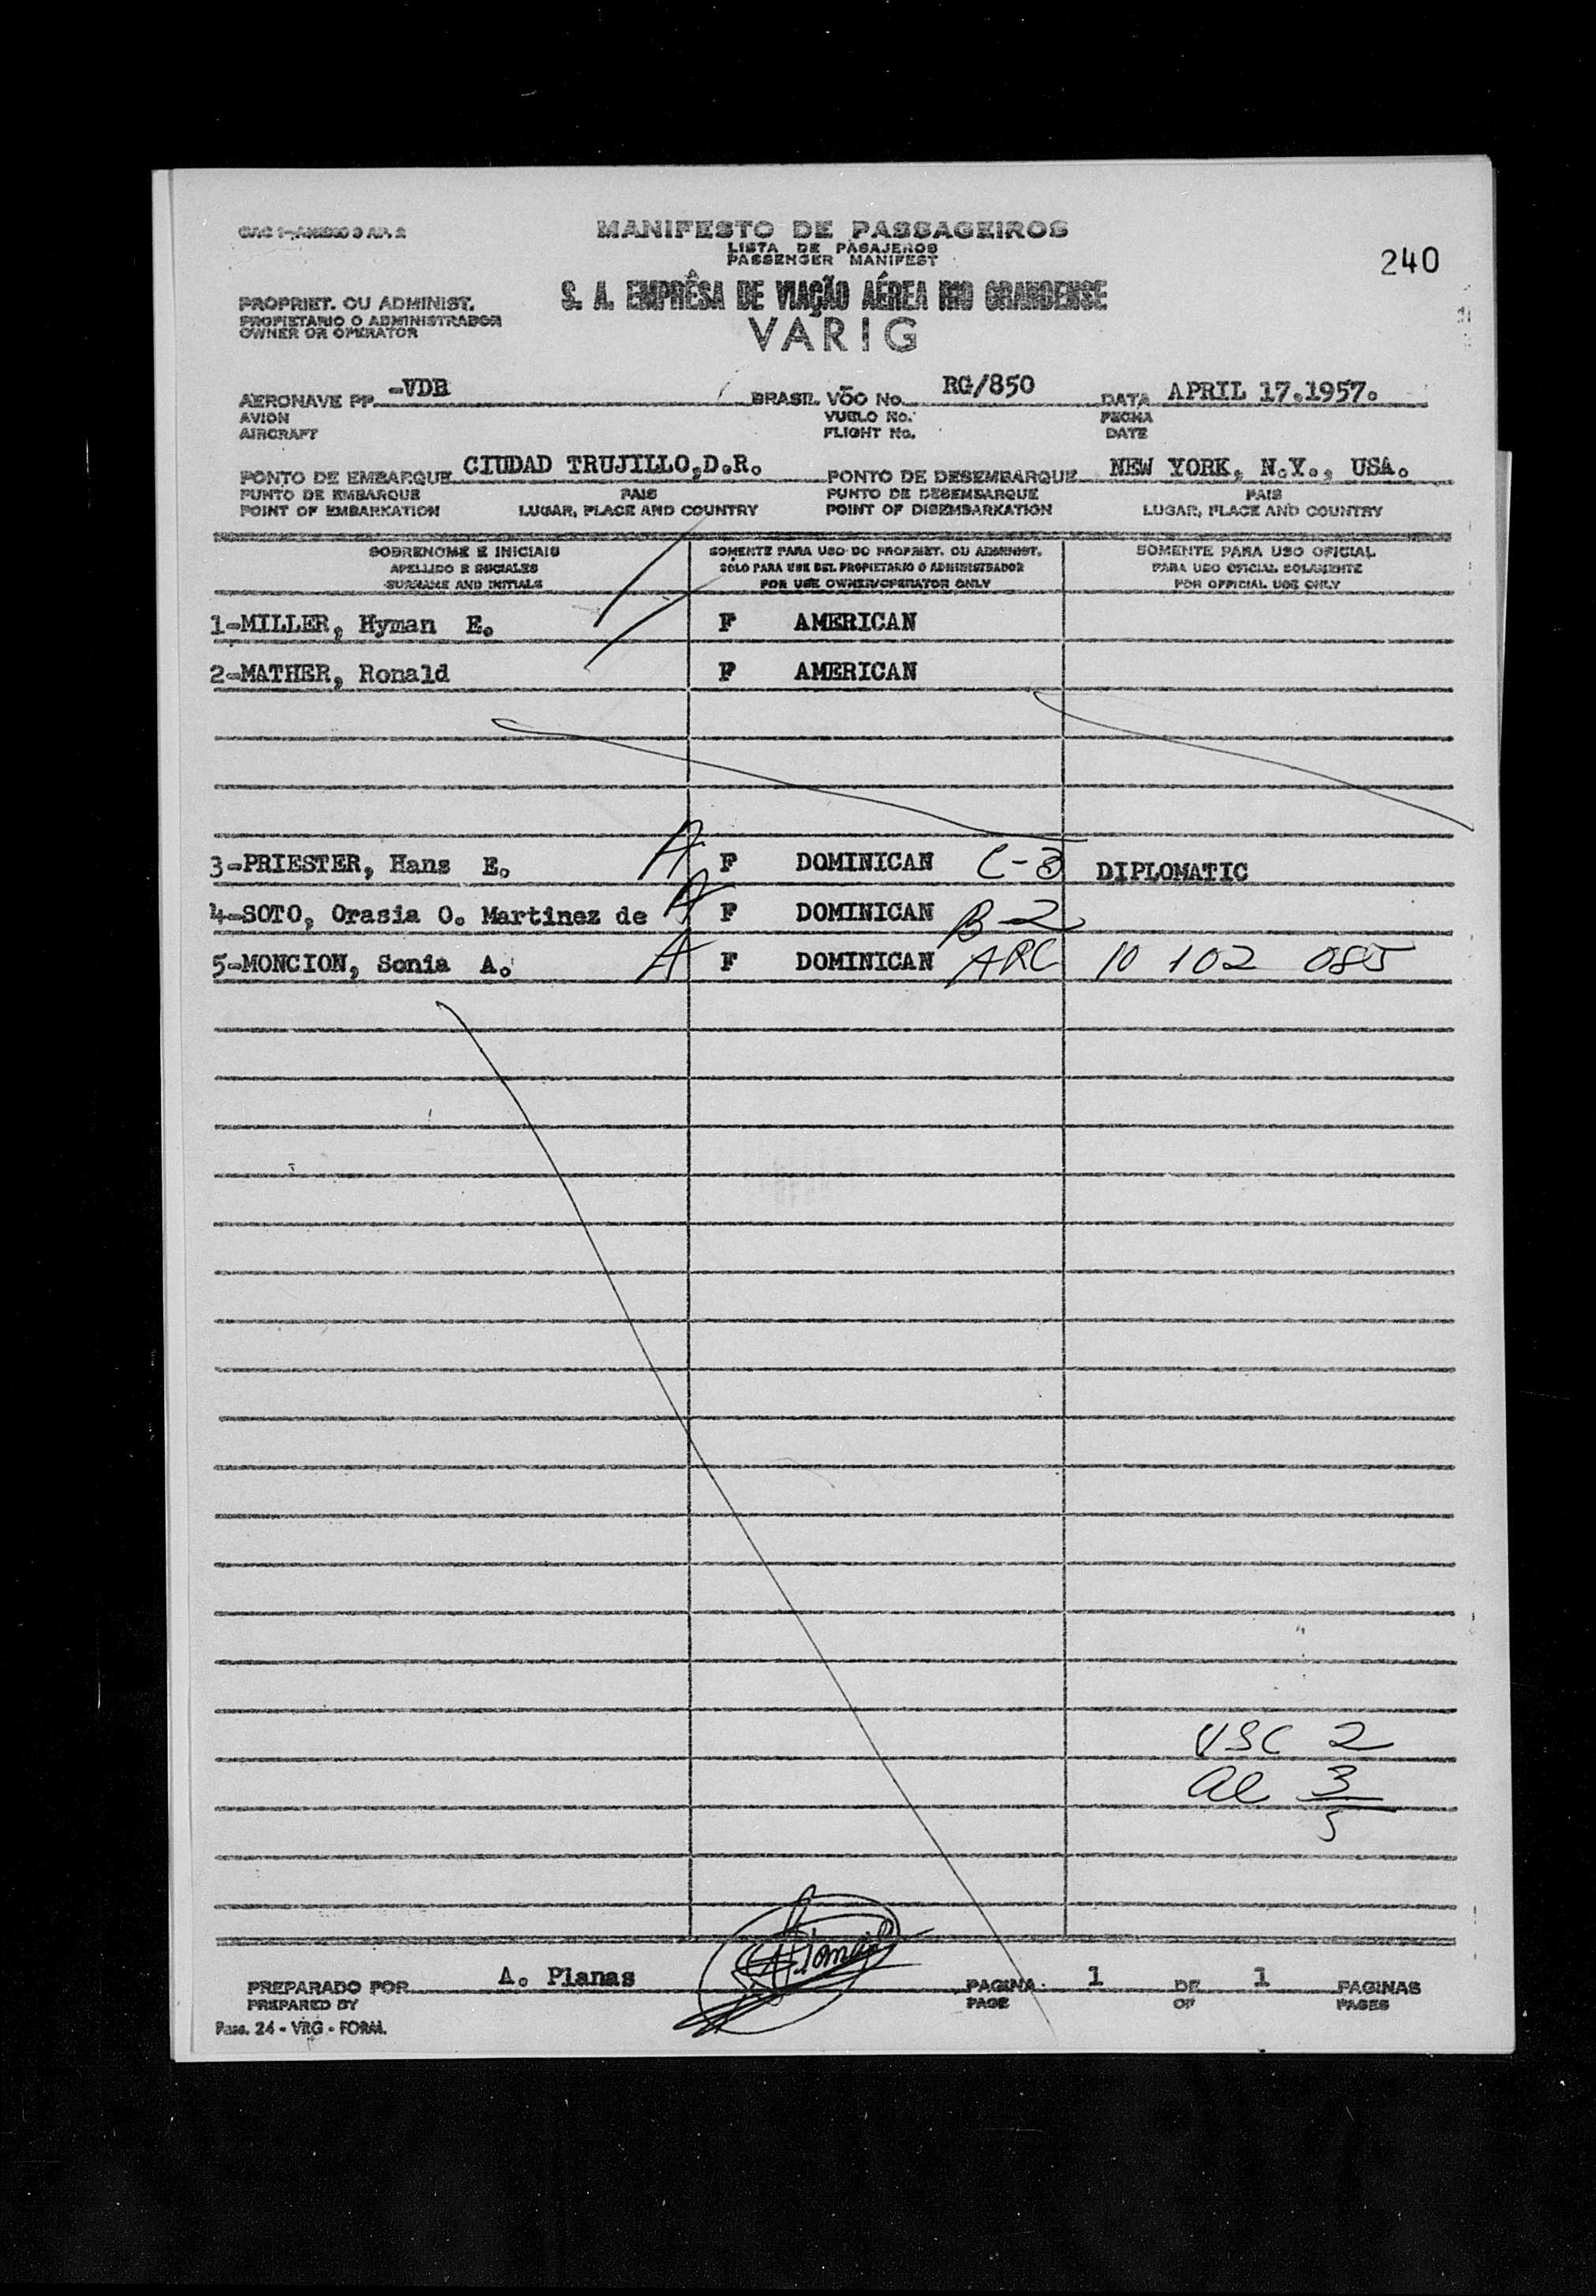 MANIFESTO DE PASSAGEIROS
LISTA DE PASAJEROS
PASSENGER MANIFEST
240
PROPRIET. OU ADMINIST.
PROPIETARIO O ADMINISTRADOR
OWNER OR OPERATOR
S. A. EMPRÊSA DE VIAÇÃO AÉREA RIO GRANDENSE
VARIG
AERONAVE PP -VDB BRASIL VÕO No. RG/850 DATA APRIL 17.1957.
AVION VUELO No. FECHA
AIRCRAFT FLIGHT No. DATE
PONTO DE EMBARQUE CIUDAD TRUJILLO,D.R. PONTO DE DESEMBARQUE NEW YORK, N.Y., USA.
PUNTO DE EMBARQUE PAIS PUNTO DE DESEMBARQUE PAIS
POINT OF EMBARKATION LUGAR, PLACE AND COUNTRY POINT OF DISEMBARKATION LUGAR, PLACE AND COUNTRY
SOBRENOME E INICIAIS SOMENTE PARA USO DO PROPRIET. OU ADMINIST. SOMENTE PARA USO OFICIAL
APELLIDO E INICIALES SOLO PARA USE DEL PROPIETARIO O ADMINISTRADOR PARA USO OFICIAL SOLAMENTE
SURNAME AND INITIALS FOR USE OWNER/OPERATOR ONLY FOR OFFICIAL USE ONLY
1-MILLER, Hyman E. F AMERICAN
2-MATHER, Ronald F AMERICAN
3-PRIESTER, Hans E. A F DOMINICAN C-3 DIPLOMATIC
4-SOTO, Orasia O. Martinez de A F DOMINICAN B-2
5-MONCION, Sonia A. A F DOMINICAN ARC 10 102 085
USC 2
al 3
5
PREPARADO POR A. Planas PAGINA 1 DE 1 PAGINAS
PREPARED BY PAGE OF PAGES
Pass. 24 - VRG - FORM.